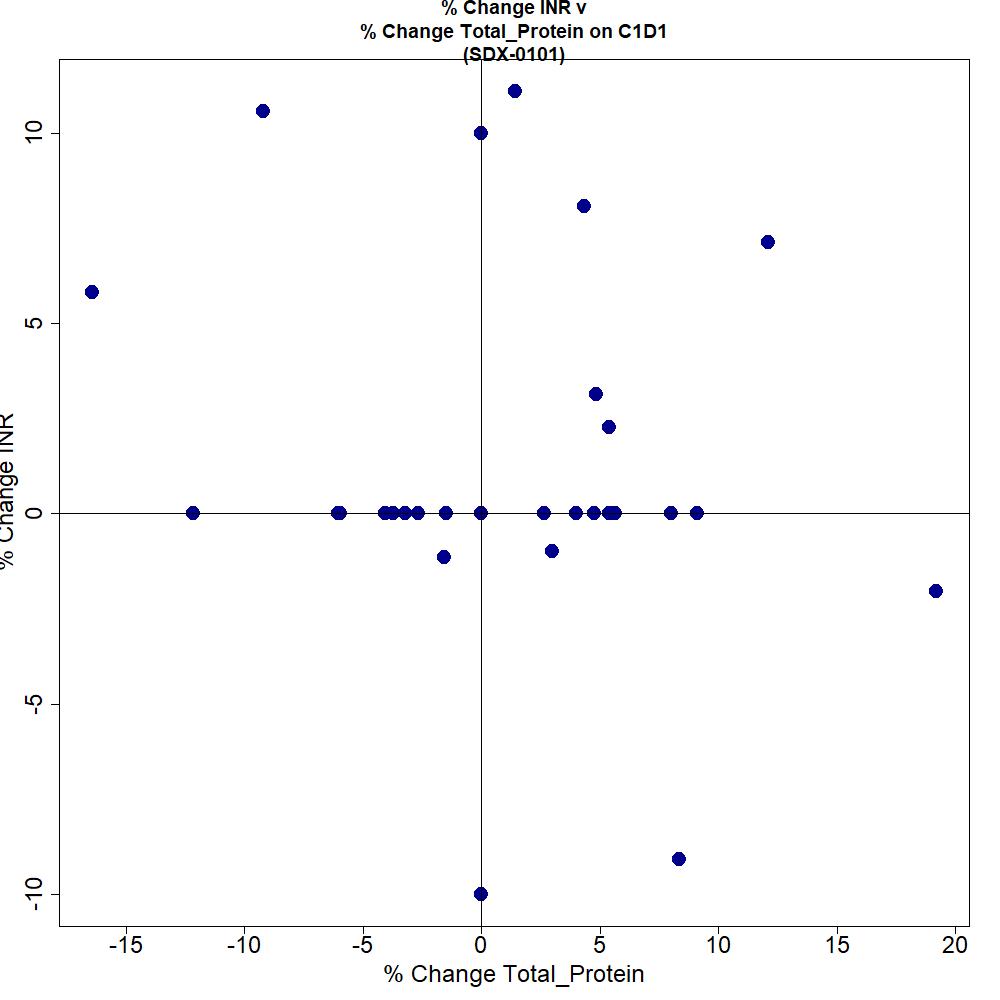 % Change INR v
% Change Total_Protein on C1D1
(SDX-0101)
% Change INR
10
5
0
-5
-10
-15
-10
-5
0
5
10
15
20
% Change Total_Protein